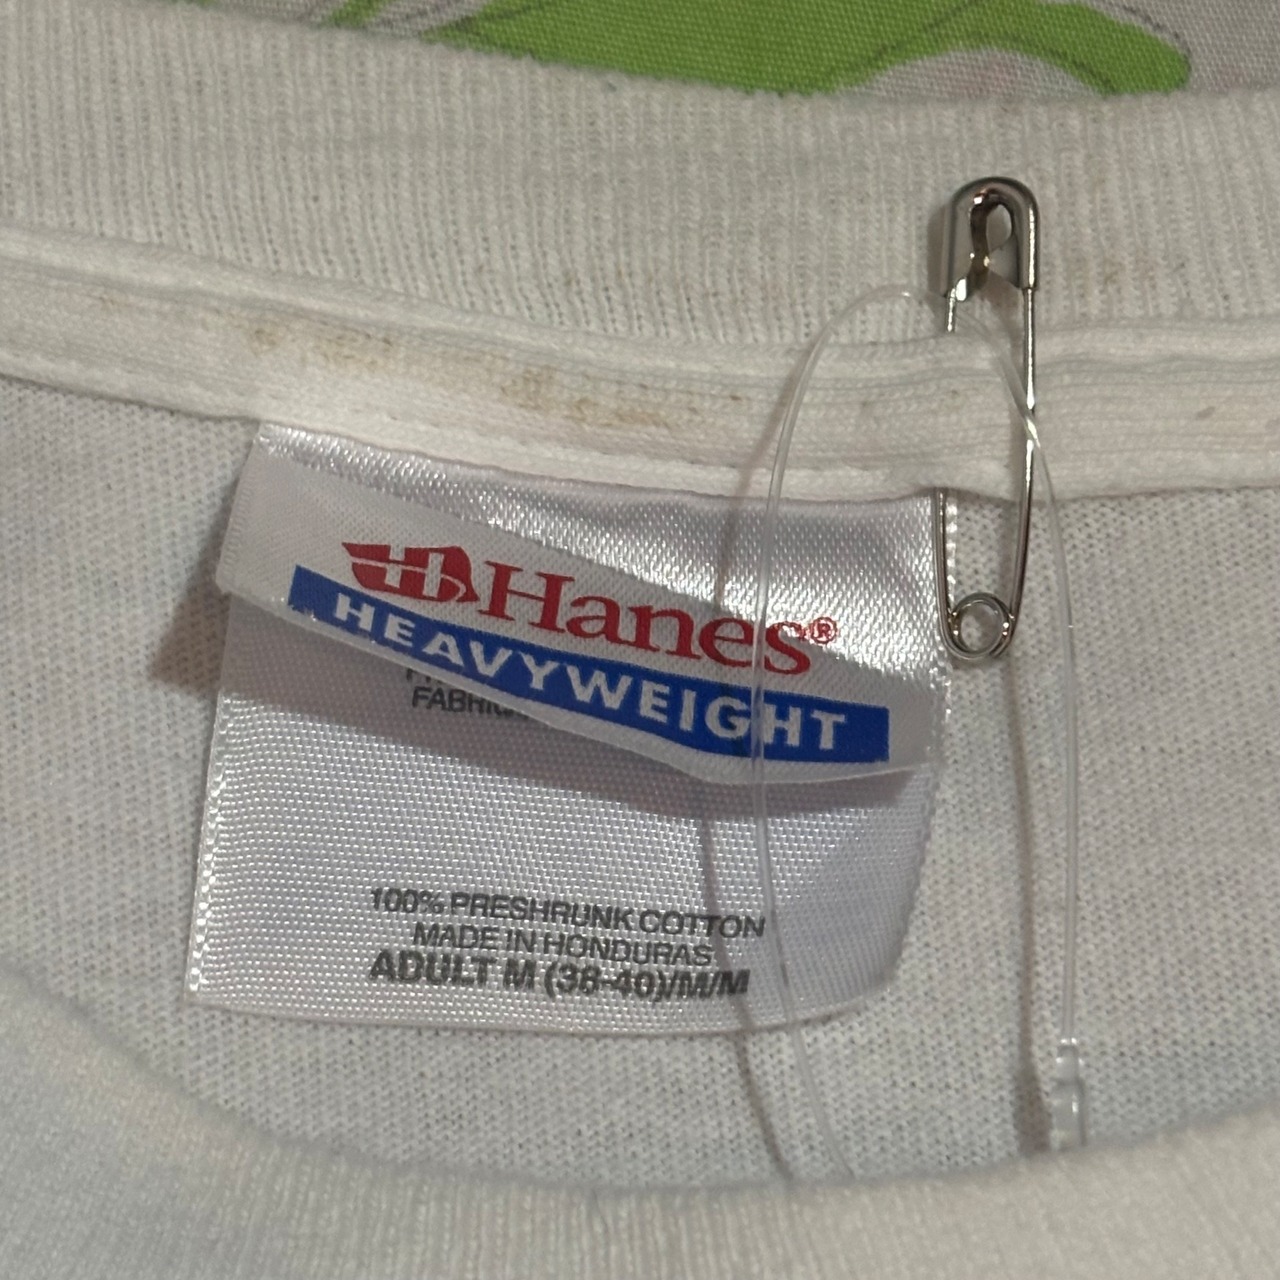 Hanes®
HEAVYWEIGHT
100% PRESHRUNK COTTON
MADE IN HONDURAS
ADULT M (38-40)/M/M